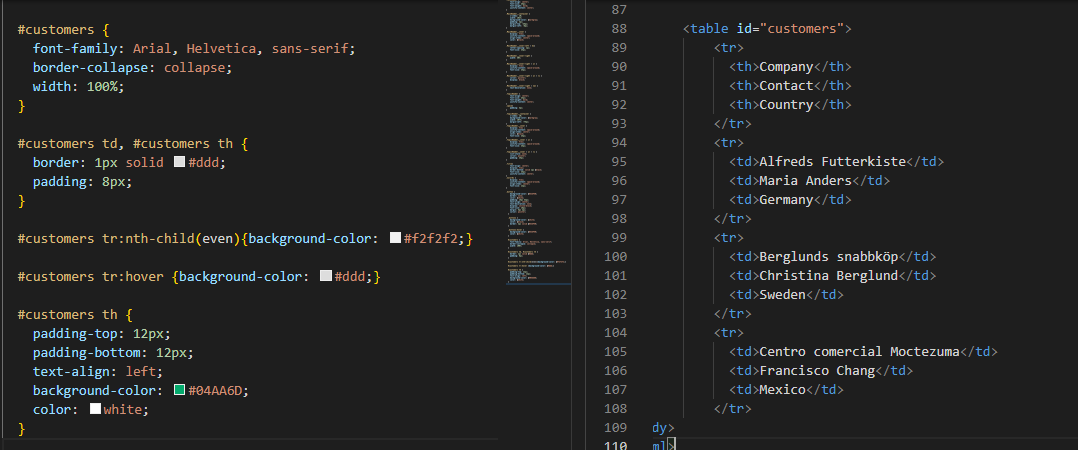 #customers {
font-family: Arial, Helvetica, sans-serif;
border-collapse: collapse;
width: 100%;
}
#customers td, #customers th {
border: 1px solid #ddd;
padding: 8px;
}
#customers tr:nth-child(even){background-color: #f2f2f2;}
#customers tr:hover {background-color: #ddd;}
#customers th {
padding-top: 12px;
padding-bottom: 12px;
text-align: left;
background-color: #04AA6D;
color: white;
}
87
88 <table id="customers">
89 <tr>
90 <th>Company</th>
91 <th>Contact</th>
92 <th>Country</th>
93 </tr>
94 <tr>
95 <td>Alfreds Futterkiste</td>
96 <td>Maria Anders</td>
97 <td>Germany</td>
98 </tr>
99 <tr>
100 <td>Berglunds snabbköp</td>
101 <td>Christina Berglund</td>
102 <td>Sweden</td>
103 </tr>
104 <tr>
105 <td>Centro comercial Moctezuma</td>
106 <td>Francisco Chang</td>
107 <td>Mexico</td>
108 </tr>
109 dy>
110 ml>